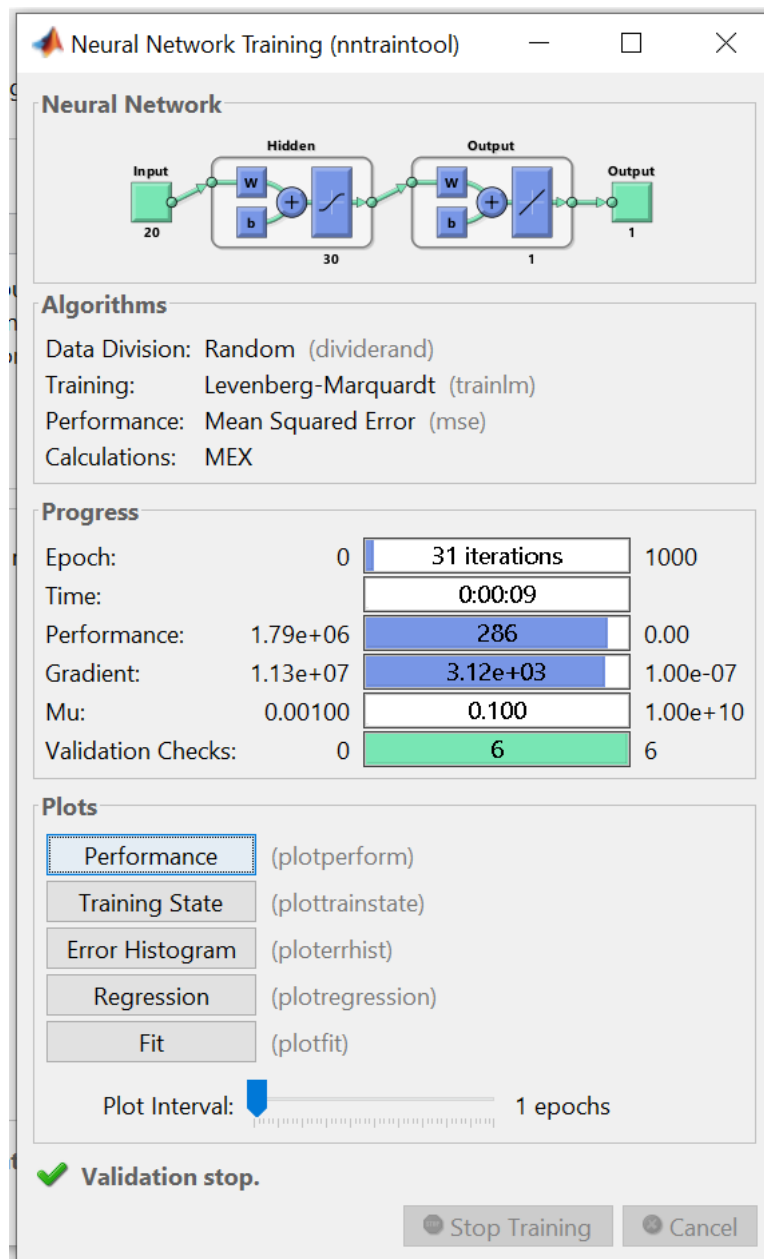 Neural Network Training (nntraintool)
Neural Network
Hidden Output
Input Output
W W
b b
20 30 1 1
Algorithms
Data Division: Random (dividerand)
Training: Levenberg-Marquardt (trainlm)
Performance: Mean Squared Error (mse)
Calculations: MEX
Progress
Epoch: 0 31 iterations 1000
Time: 0:00:09
Performance: 1.79e+06 286 0.00
Gradient: 1.13e+07 3.12e+03 1.00e-07
Mu: 0.00100 0.100 1.00e+10
Validation Checks: 0 6 6
Plots
Performance (plotperform)
Training State (plottrainstate)
Error Histogram (ploterrhist)
Regression (plotregression)
Fit (plotfit)
Plot Interval: 1 epochs
Validation stop.
Stop Training Cancel